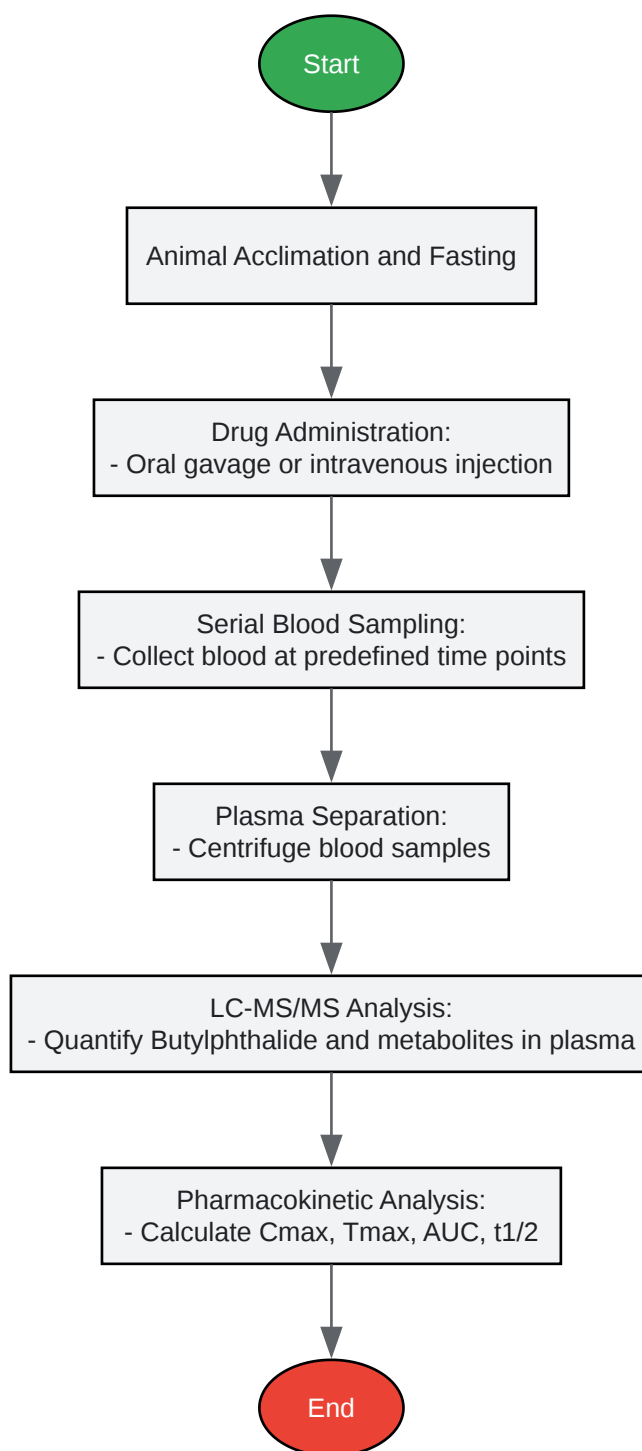 Start
Animal Acclimation and Fasting
Drug Administration:
- Oral gavage or intravenous injection
Serial Blood Sampling:
- Collect blood at predefined time points
Plasma Separation:
- Centrifuge blood samples
LC-MS/MS Analysis:
- Quantify Butylphthalide and metabolites in plasma
Pharmacokinetic Analysis:
- Calculate Cmax, Tmax, AUC, t1/2
End